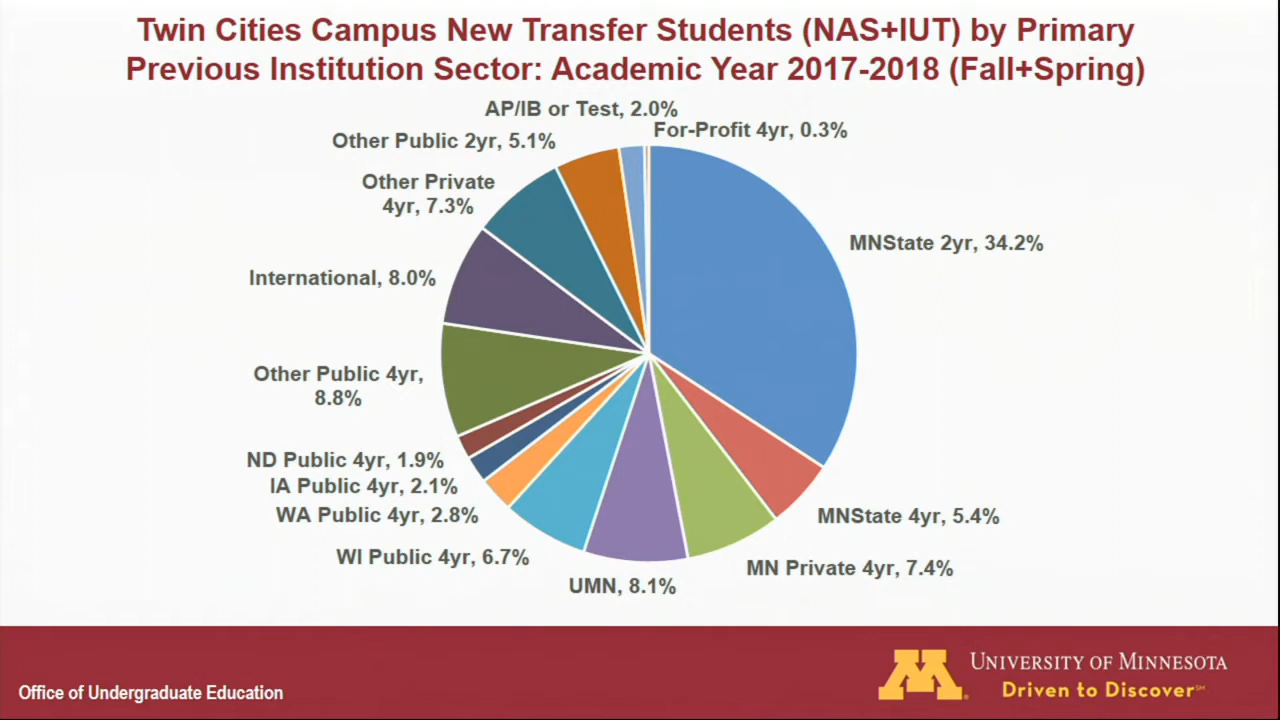 Twin Cities Campus New Transfer Students (NAS+IUT) by Primary
Previous Institution Sector: Academic Year 2017-2018 (Fall+Spring)
AP/IB or Test, 2.0%
For-Profit 4yr, 0.3%
Other Public 2yr, 5.1%
Other Private
4yr, 7.3%
MNState 2yr, 34.2%
International, 8.0%
Other Public 4yr,
8.8%
ND Public 4yr, 1.9%
IA Public 4yr, 2.1%
WA Public 4yr, 2.8%
MNState 4yr, 5.4%
WI Public 4yr, 6.7%
MN Private 4yr, 7.4%
UMN, 8.1%
Office of Undergraduate Education
M
University of Minnesota
Driven to Discover℠